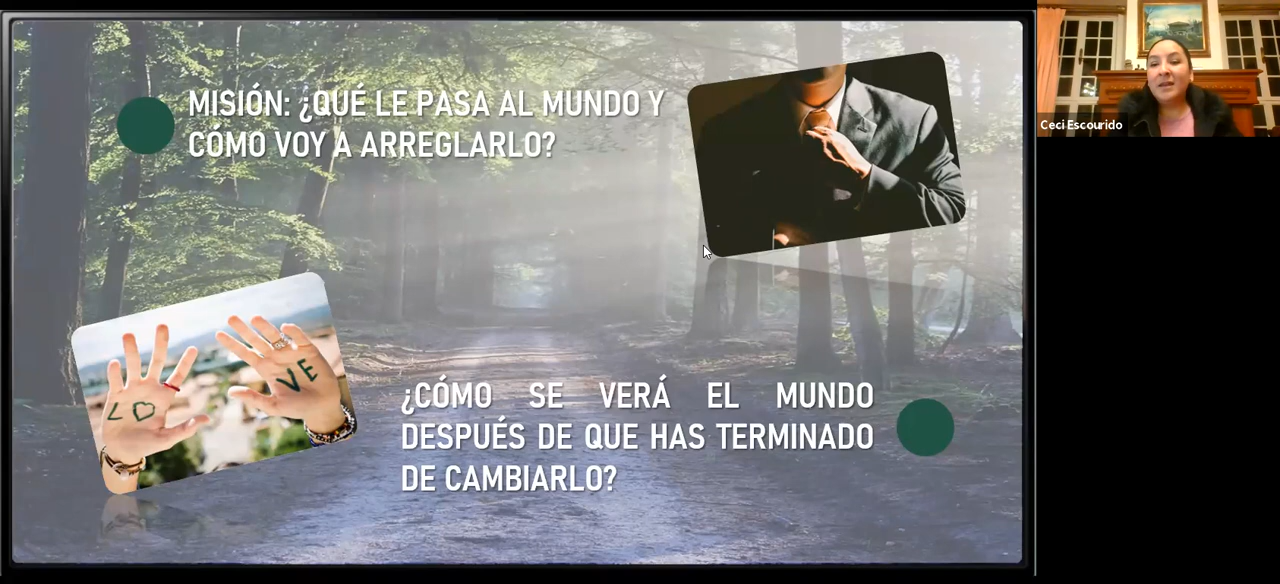 MISIÓN: ¿QUÉ LE PASA AL MUNDO Y
CÓMO VOY A ARREGLARLO?
Ceci Escourido
LO
VE
¿CÓMO SE VERÁ EL MUNDO
DESPUÉS DE QUE HAS TERMINADO
DE CAMBIARLO?